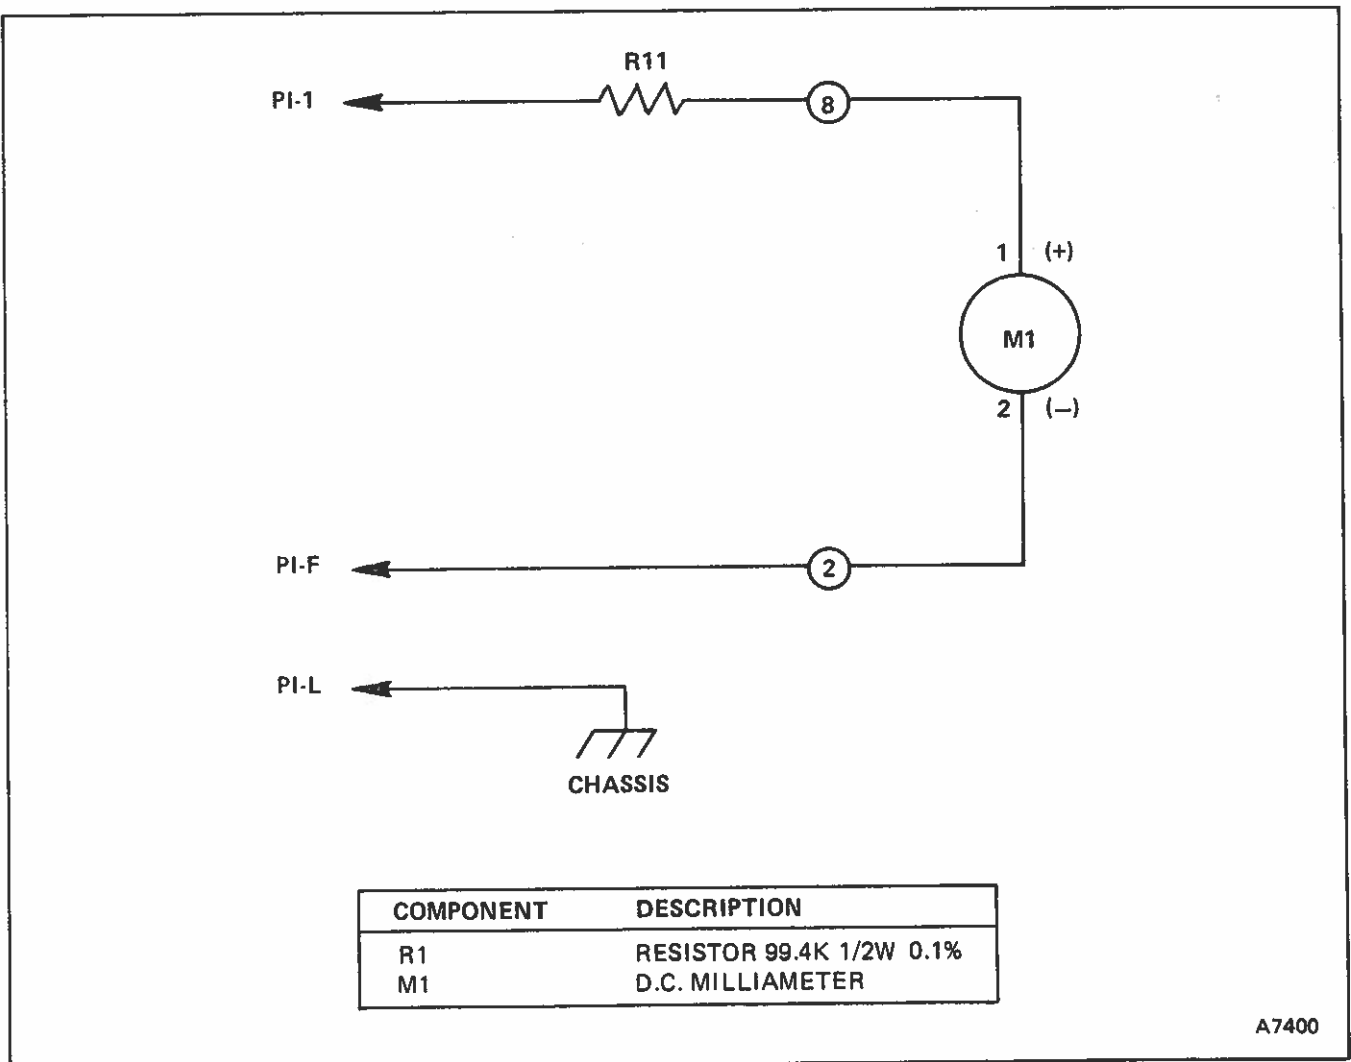 R11
PI-1
8
1 (+)
M1
2 (—)
PI-F
2
PI-L
CHASSIS
COMPONENT DESCRIPTION
R1 RESISTOR 99.4K 1/2W 0.1%
M1 D.C. MILLIAMETER
A7400